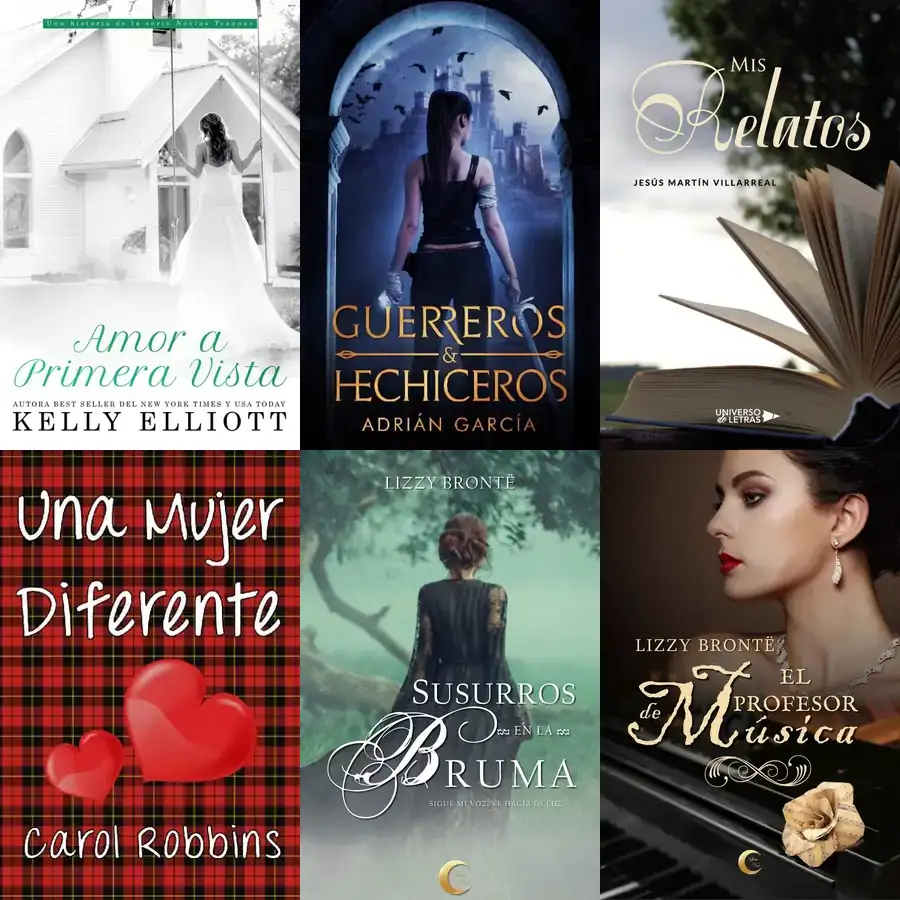 Una historia de la serie Novias Texanas
Amor a
Primera Vista
AUTORA BEST SELLER DEL NEW YORK TIMES Y USA TODAY
KELLY ELLIOTT
GUERREROS
&
HECHICEROS
ADRIÁN GARCÍA
MIS
Relatos
JESÚS MARTÍN VILLARREAL
UNIVERSO
de LETRAS
Una Mujer
Diferente
Carol Robbins
LIZZY BRONTË
SUSURROS
EN LA
BRUMA
SIGUE MI VOZ, VE HACIA LA LUZ
LIZZY BRONTË
EL
PROFESOR
de Música